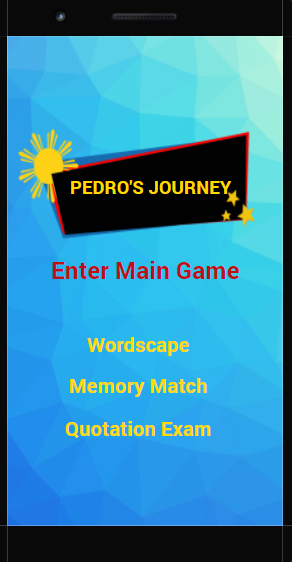 PEDRO'S JOURNEY
Enter Main Game
Wordscape
Memory Match
Quotation Exam